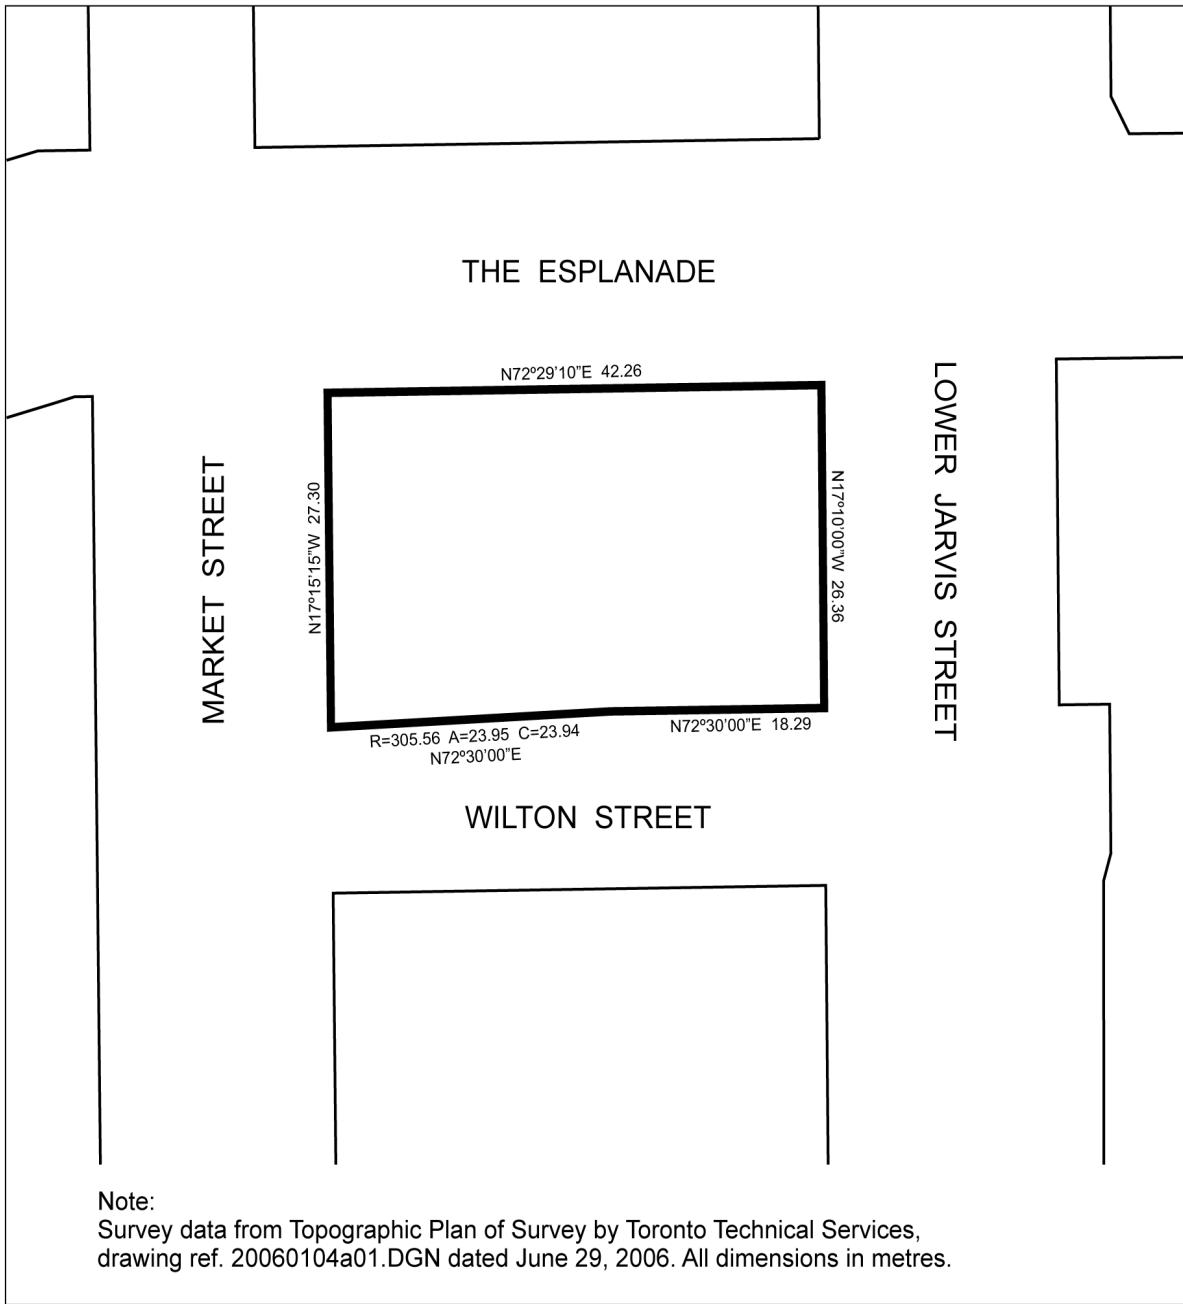 THE ESPLANADE
N72º29'10"E 42.26
LOWER JARVIS STREET
MARKET STREET
N17º15'15"W 27.30
N17º10'00"W 26.36
R=305.56 A=23.95 C=23.94
N72º30'00"E
N72º30'00"E 18.29
WILTON STREET
Note:
Survey data from Topographic Plan of Survey by Toronto Technical Services,
drawing ref. 20060104a01.DGN dated June 29, 2006. All dimensions in metres.